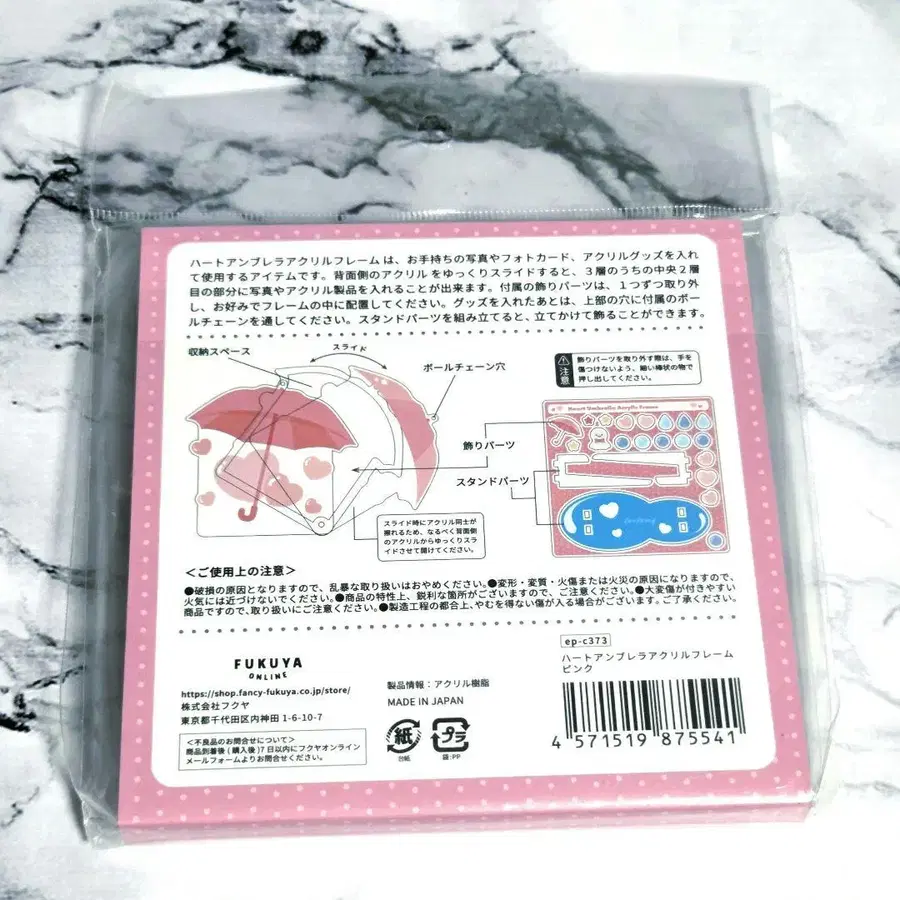 ハートアンブレラアクリルフレームは、お手持ちの写真やフォトカード、アクリルグッズを入れ
て使用するアイテムです。背面側のアクリルをゆっくりスライドすると、3層のうちの中央2層
目の部分に写真やアクリル製品を入れることが出来ます。付属の飾りパーツは、1つずつ取り外
し、お好みでフレームの中に配置してください。グッズを入れたあとは、上部の穴に付属のボー
ルチェーンを通してください。スタンドパーツを組み立てると、立てかけて飾ることができます。
収納スペース
スライド
ボールチェーン穴
注意
飾りパーツを取り外す際は、手を
傷つけないよう、細い棒状の物で
押し出してください。
Heart Umbrella Acrylic Frame
飾りパーツ
スタンドパーツ
スライド時にアクリル同士が
擦れるため、なるべく背面側
のアクリルからゆっくりスラ
イドさせて開けてください。
＜ご使用上の注意＞
●破損の原因となりますので、乱暴な取り扱いはおやめください。●変形・変質・火傷または火災の原因になりますので、
火気には近づけないでください。●商品の特性上、鋭利な箇所がございますので、ご注意ください。●大変傷が付きやすい
商品ですので、取り扱いにご注意ください。●製造工程の都合上、やむを得ない傷が入る場合がございます。ご了承ください。
FUKUYA
ONLINE
https://shop.fancy-fukuya.co.jp/store/
株式会社フクヤ
東京都千代田区内神田 1-6-10-7
＜不良品のお問合せについて＞
商品到着後（購入後）7日以内にフクヤオンライン
メールフォームよりお問合せください。
製品情報：アクリル樹脂
MADE IN JAPAN
紙
台紙
プラ
袋:PP
ep-c373
ハートアンブレラアクリルフレーム
ピンク
4 571519 875541